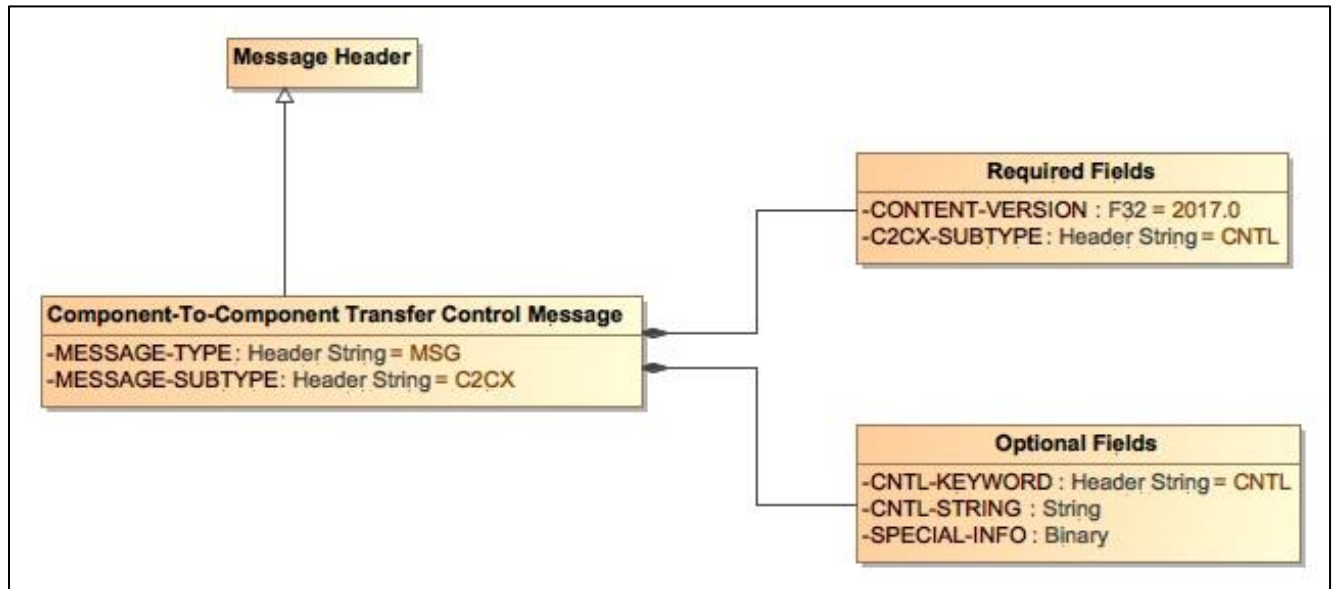 Message Header
Required Fields
-CONTENT-VERSION : F32 = 2017.0
-C2CX-SUBTYPE : Header String = CNTL
Component-To-Component Transfer Control Message
-MESSAGE-TYPE : Header String = MSG
-MESSAGE-SUBTYPE : Header String = C2CX
Optional Fields
-CNTL-KEYWORD : Header String = CNTL
-CNTL-STRING : String
-SPECIAL-INFO : Binary